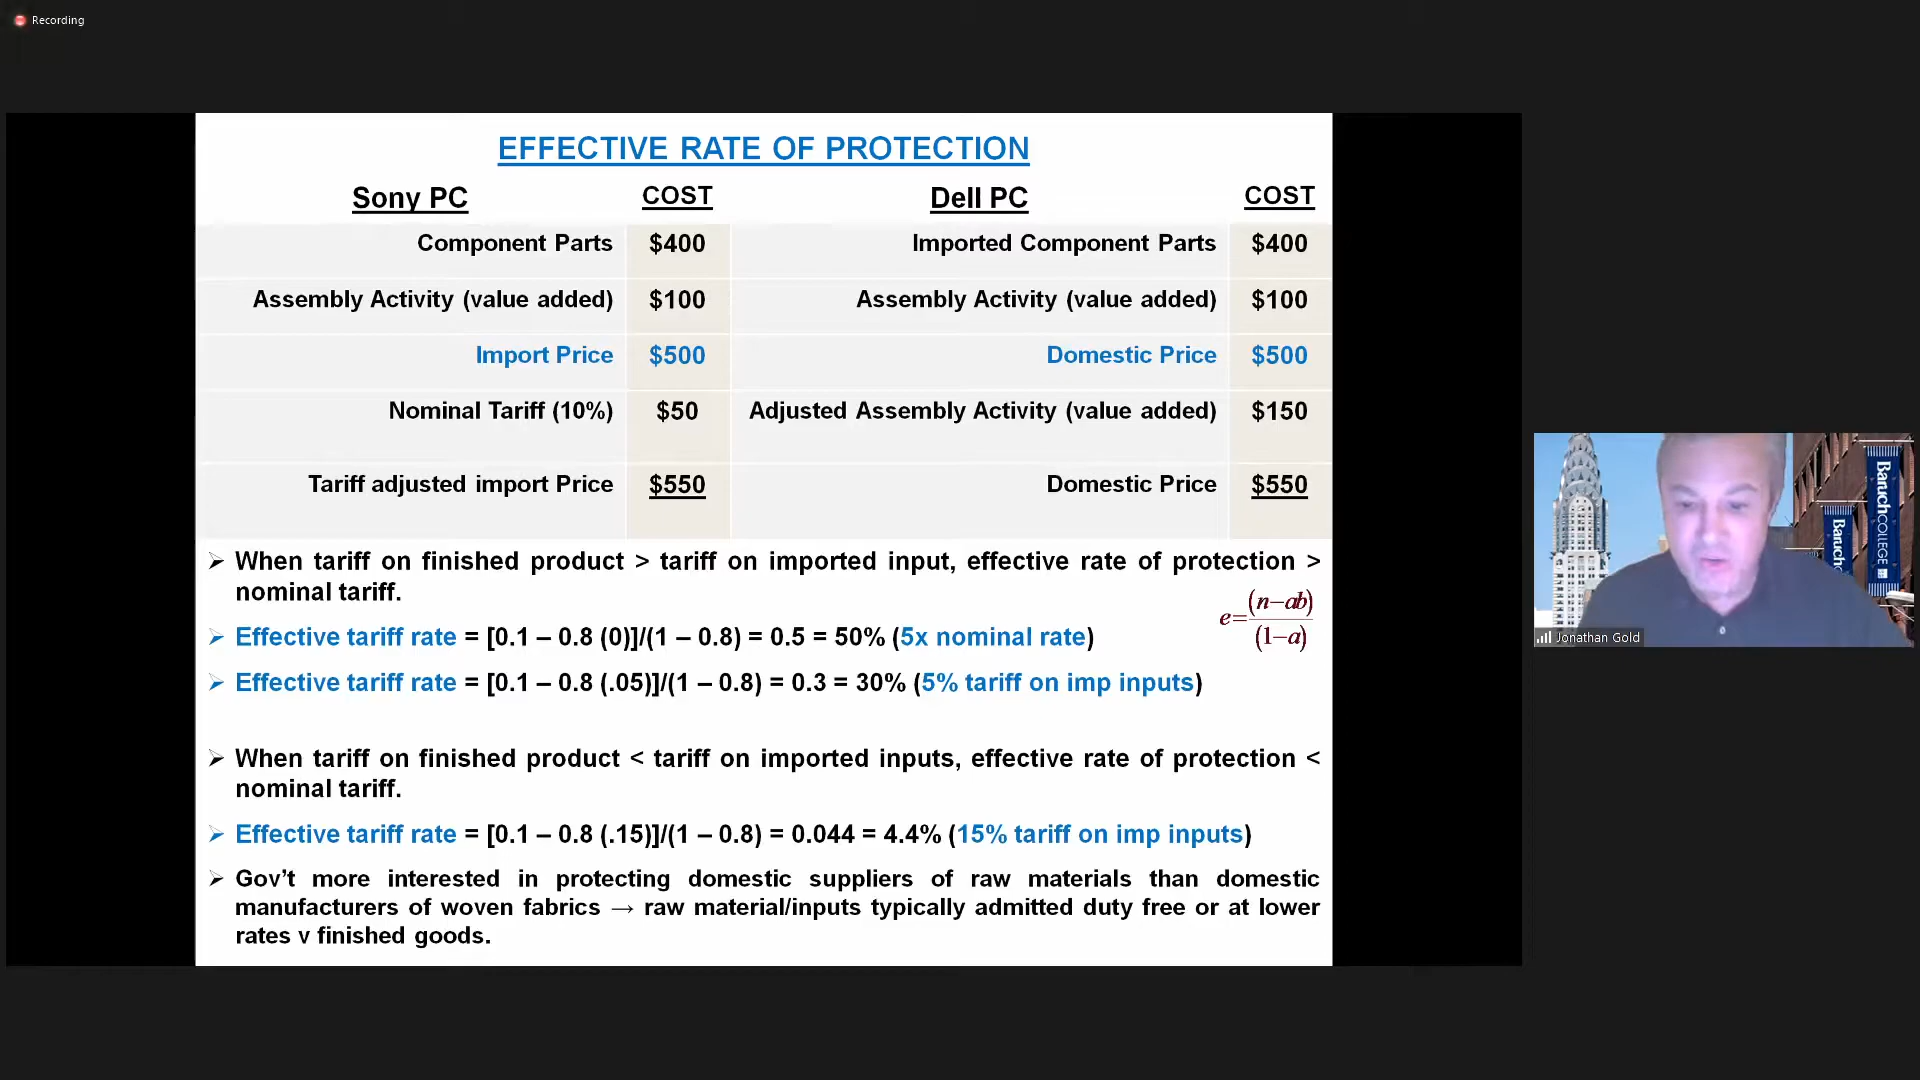 Recording
EFFECTIVE RATE OF PROTECTION
Sony PC COST Dell PC COST
Component Parts $400 Imported Component Parts $400
Assembly Activity (value added) $100 Assembly Activity (value added) $100
Import Price $500 Domestic Price $500
Nominal Tariff (10%) $50 Adjusted Assembly Activity (value added) $150
Tariff adjusted import Price $550 Domestic Price $550
➢ When tariff on finished product > tariff on imported input, effective rate of protection >
nominal tariff.
e=(n–ab)/(1–a)
➢ Effective tariff rate = [0.1 – 0.8 (0)]/(1 – 0.8) = 0.5 = 50% (5x nominal rate)
➢ Effective tariff rate = [0.1 – 0.8 (.05)]/(1 – 0.8) = 0.3 = 30% (5% tariff on imp inputs)
➢ When tariff on finished product < tariff on imported inputs, effective rate of protection <
nominal tariff.
➢ Effective tariff rate = [0.1 – 0.8 (.15)]/(1 – 0.8) = 0.044 = 4.4% (15% tariff on imp inputs)
➢ Gov't more interested in protecting domestic suppliers of raw materials than domestic
manufacturers of woven fabrics → raw material/inputs typically admitted duty free or at lower
rates v finished goods.
Baruch COLLEGE
Baruch
Jonathan Gold